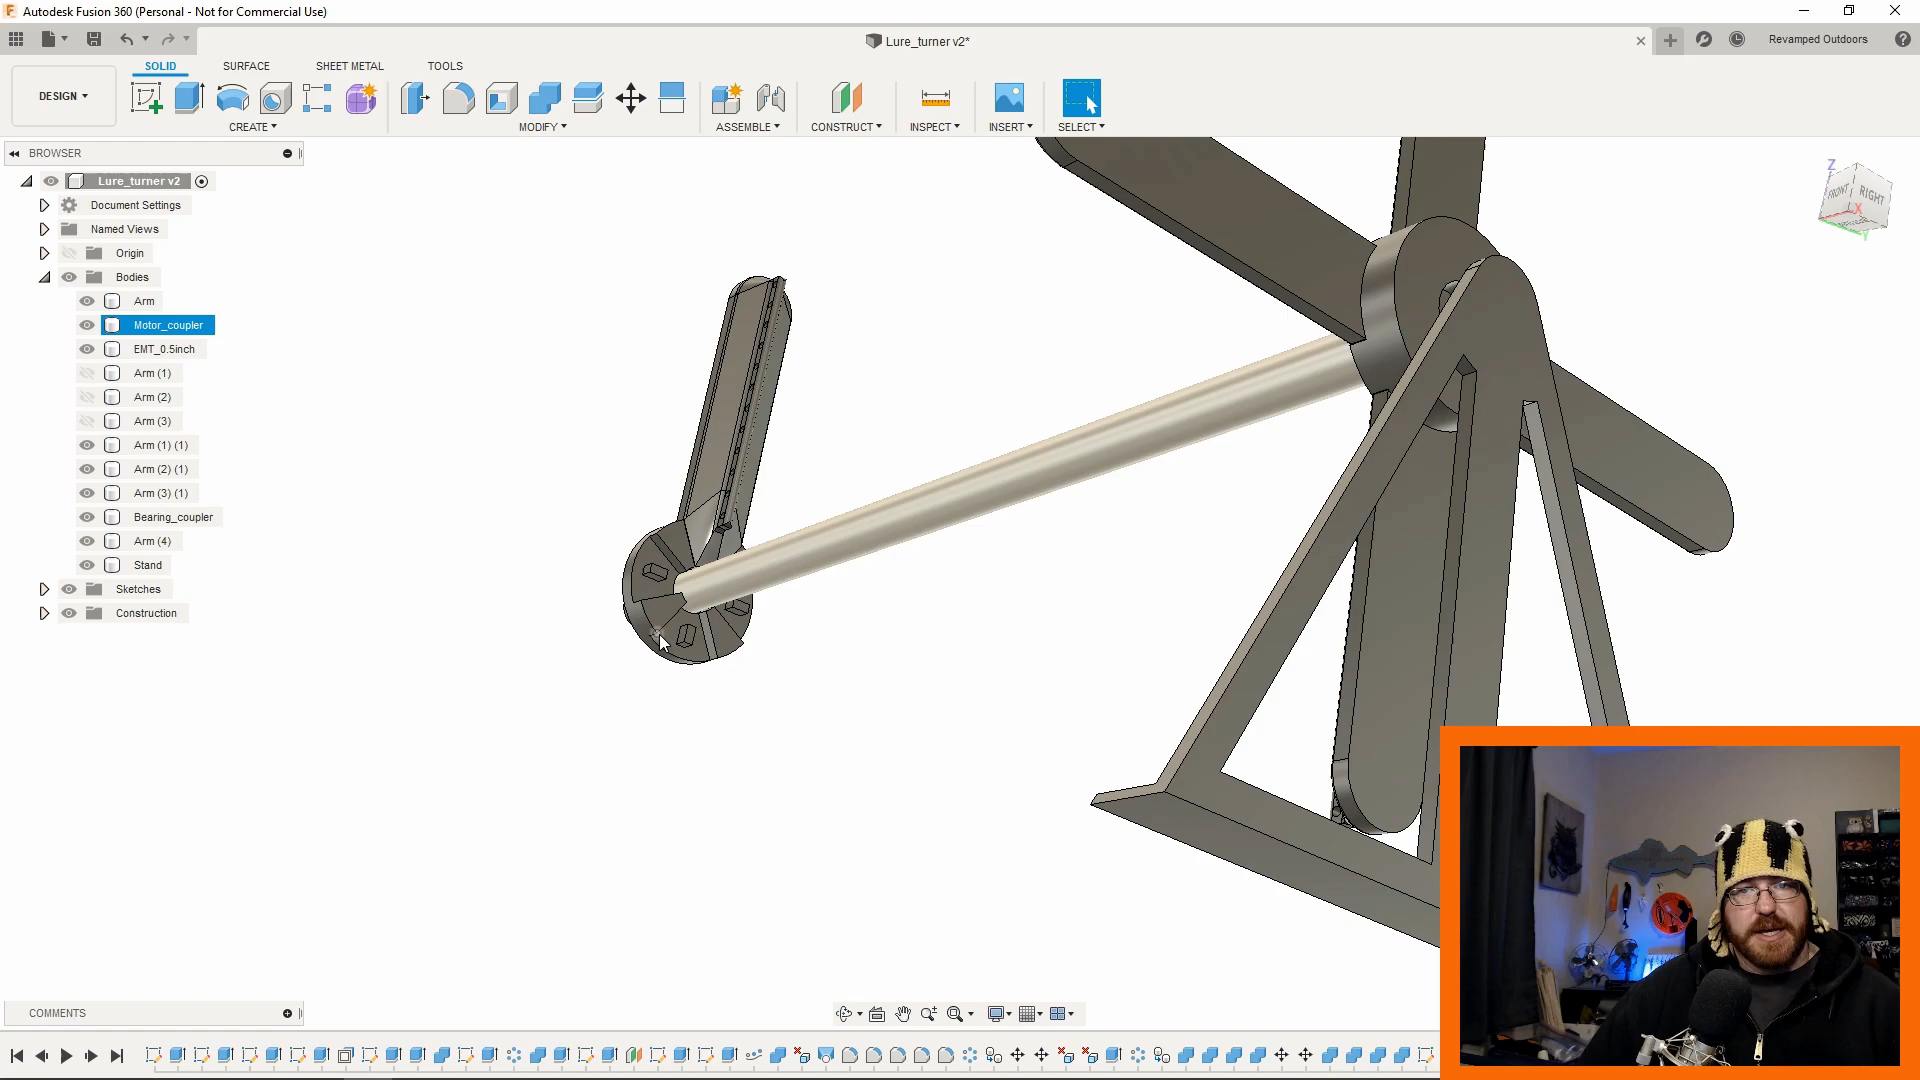 Autodesk Fusion 360 (Personal - Not for Commercial Use)
Lure_turner v2*
Revamped Outdoors
SOLID SURFACE SHEET METAL TOOLS
DESIGN
CREATE MODIFY ASSEMBLE CONSTRUCT INSPECT INSERT SELECT
BROWSER
Lure_turner v2
Document Settings
Named Views
Origin
Bodies
Arm
Motor_coupler
EMT_0.5inch
Arm (1)
Arm (2)
Arm (3)
Arm (1) (1)
Arm (2) (1)
Arm (3) (1)
Bearing_coupler
Arm (4)
Stand
Sketches
Construction
Z
FRONT RIGHT
X
Y
COMMENTS